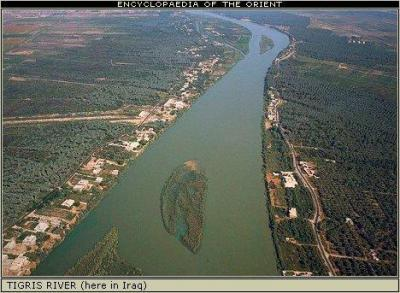 ENCYCLOPAEDIA OF THE ORIENT
TIGRIS RIVER (here in Iraq)